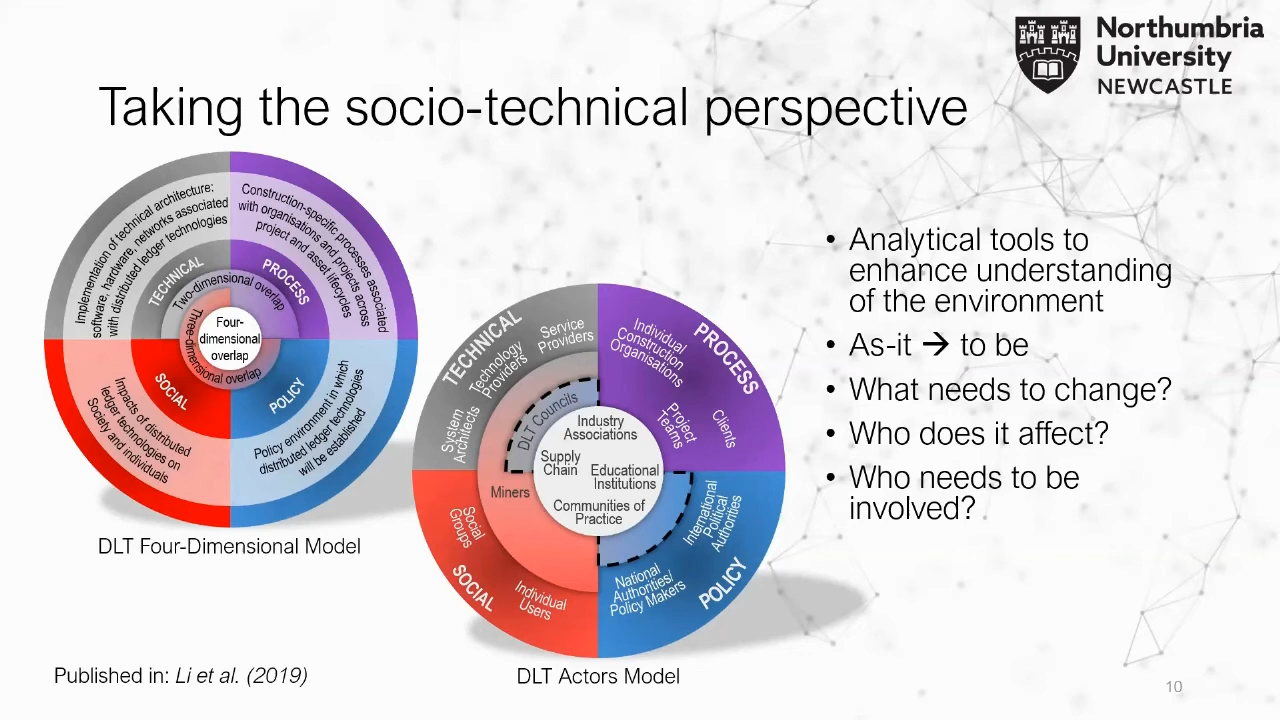 Northumbria
University
NEWCASTLE
Taking the socio-technical perspective
Implementation of technical architecture:
software, hardware, networks associated
with distributed ledger technologies
TECHNICAL
Construction-specific processes associated
with organisations and projects across
project and asset lifecycles
PROCESS
Two-dimensional overlap
Three-dimensional overlap
Four-
dimensional
overlap
SOCIAL
Impacts of distributed
ledger technologies on
Society and individuals
POLICY
Policy environment in which
distributed ledger technologies
will be established
DLT Four-Dimensional Model
TECHNICAL
Service
Providers
Technology
Providers
System
Architects
PROCESS
Individual
Construction
Organisations
Project
Teams
Clients
DLT Councils
Industry
Associations
Supply
Chain
Educational
Institutions
Communities of
Practice
Miners
Social
Groups
SOCIAL
Individual
Users
International
Political
Authorities
National
Authorities/
Policy Makers
POLICY
DLT Actors Model
• Analytical tools to
enhance understanding
of the environment
• As-it → to be
• What needs to change?
• Who does it affect?
• Who needs to be
involved?
Published in: Li et al. (2019)
10